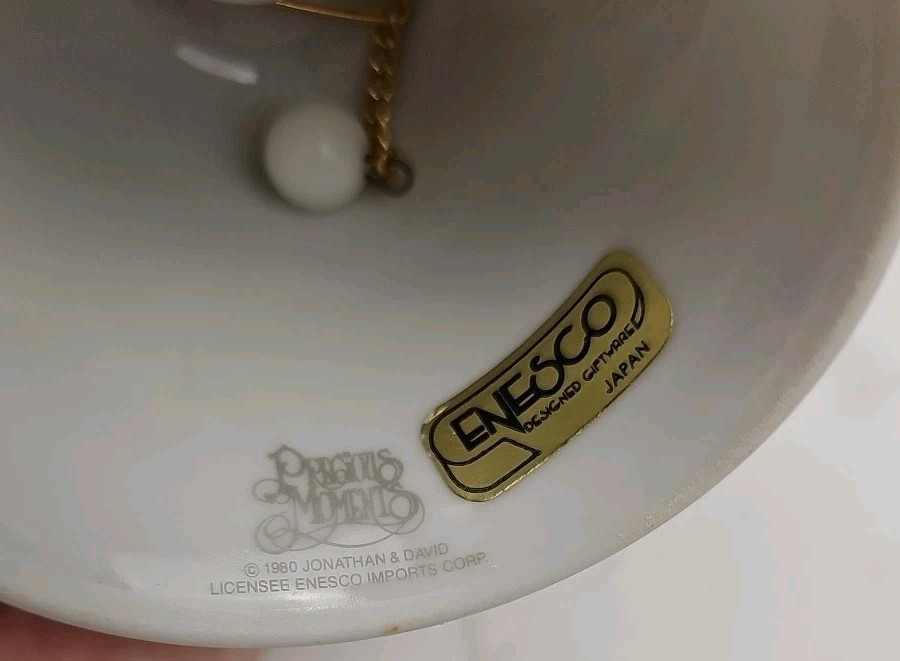 ENESCO
DESIGNED GIFTWARE
JAPAN
PRECIOUS
MOMENTS
© 1980 JONATHAN & DAVID
LICENSEE ENESCO IMPORTS CORP.